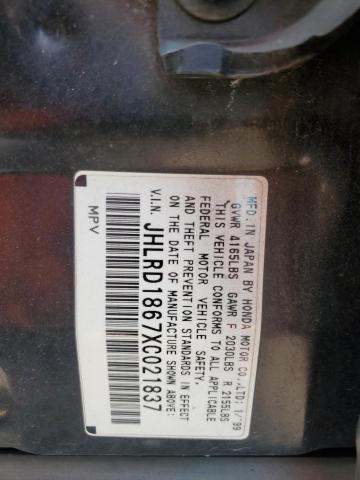 MFD. IN JAPAN BY HONDA MOTOR CO.,LTD: 1/'99
GVWR 4165LBS GAWR F 2030LBS R 2155LBS
THIS VEHICLE CONFORMS TO ALL APPLICABLE
FEDERAL MOTOR VEHICLE SAFETY
AND THEFT PREVENTION STANDARDS IN EFFECT
ON THE DATE OF MANUFACTURE SHOWN ABOVE.
V.I.N. JHLRD1867XC021837
MPV